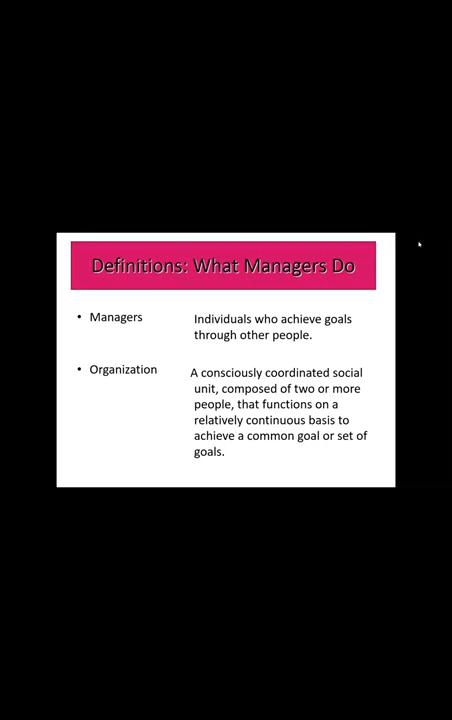 Definitions: What Managers Do
• Managers
Individuals who achieve goals
through other people.
• Organization
A consciously coordinated social
unit, composed of two or more
people, that functions on a
relatively continuous basis to
achieve a common goal or set of
goals.